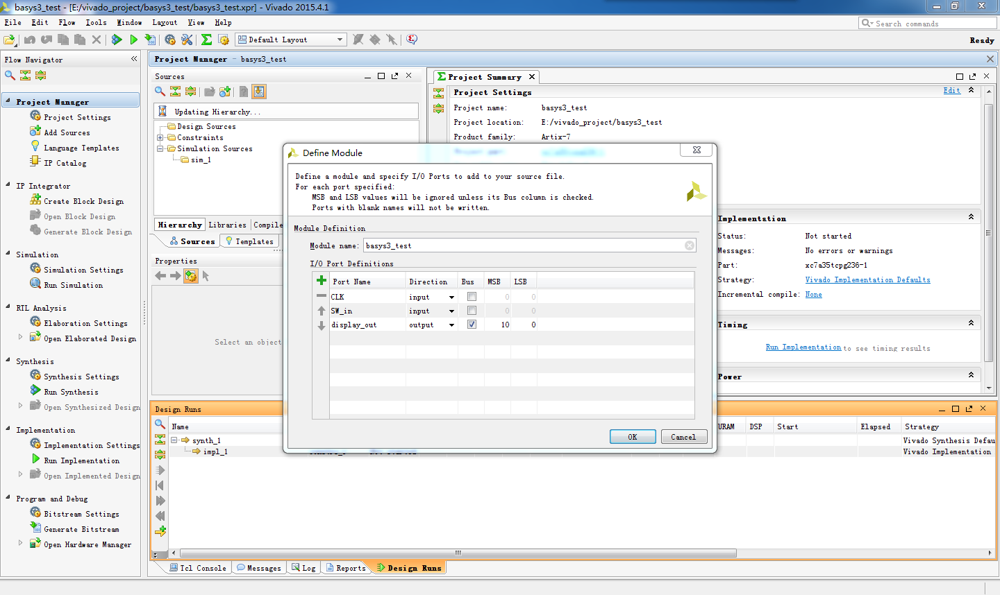 basys3_test - [E:/vivado_project/basys3_test/basys3_test.xpr] - Vivado 2015.4.1
File Edit Flow Tools Window Layout View Help
Search commands
Default Layout
Ready
Flow Navigator
Project Manager
Project Settings
Add Sources
Language Templates
IP Catalog
IP Integrator
Create Block Design
Open Block Design
Generate Block Design
Simulation
Simulation Settings
Run Simulation
RTL Analysis
Elaboration Settings
Open Elaborated Design
Synthesis
Synthesis Settings
Run Synthesis
Open Synthesized Design
Implementation
Implementation Settings
Run Implementation
Open Implemented Design
Program and Debug
Bitstream Settings
Generate Bitstream
Open Hardware Manager
Project Manager - basys3_test
Sources
Updating Hierarchy...
Design Sources
Constraints
Simulation Sources
sim_1
Hierarchy Libraries Compile
Sources Templates
Properties
Select an object
Project Summary
Project Settings Edit
Project name: basys3_test
Project location: E:/vivado_project/basys3_test
Product family: Artix-7
Define Module
Define a module and specify I/O Ports to add to your source file.
For each port specified:
MSB and LSB values will be ignored unless its Bus column is checked.
Ports with blank names will not be written.
Module Definition
Module name: basys3_test
I/O Port Definitions
Port Name Direction Bus MSB LSB
CLK input 0 0
SW_in input 0 0
display_out output 10 0
OK Cancel
Implementation
Status: Not started
Messages: No errors or warnings
Part: xc7a35tcpg236-1
Strategy: Vivado Implementation Defaults
Incremental compile: None
Timing
Run Implementation to see timing results
Power
Design Runs
Name URAM DSP Start Elapsed Strategy
synth_1 Vivado Synthesis Defau
impl_1 Vivado Implementation
Tcl Console Messages Log Reports Design Runs